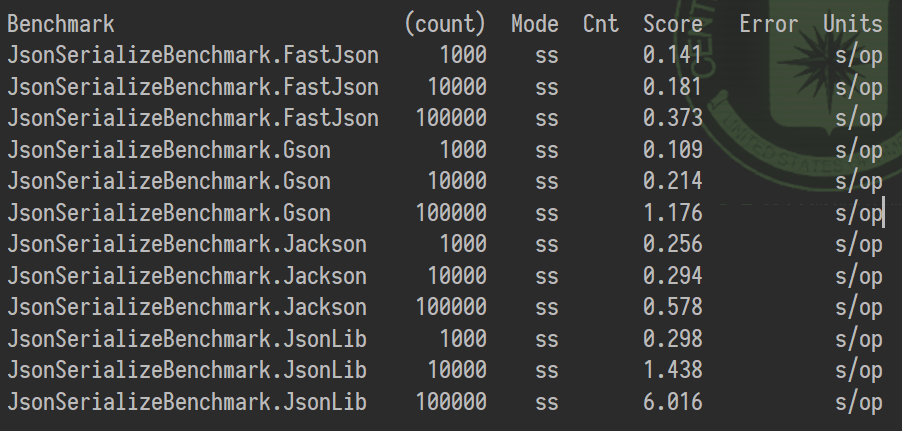 Benchmark (count) Mode Cnt Score Error Units
JsonSerializeBenchmark.FastJson 1000 ss 0.141 s/op
JsonSerializeBenchmark.FastJson 10000 ss 0.181 s/op
JsonSerializeBenchmark.FastJson 100000 ss 0.373 s/op
JsonSerializeBenchmark.Gson 1000 ss 0.109 s/op
JsonSerializeBenchmark.Gson 10000 ss 0.214 s/op
JsonSerializeBenchmark.Gson 100000 ss 1.176 s/op
JsonSerializeBenchmark.Jackson 1000 ss 0.256 s/op
JsonSerializeBenchmark.Jackson 10000 ss 0.294 s/op
JsonSerializeBenchmark.Jackson 100000 ss 0.578 s/op
JsonSerializeBenchmark.JsonLib 1000 ss 0.298 s/op
JsonSerializeBenchmark.JsonLib 10000 ss 1.438 s/op
JsonSerializeBenchmark.JsonLib 100000 ss 6.016 s/op